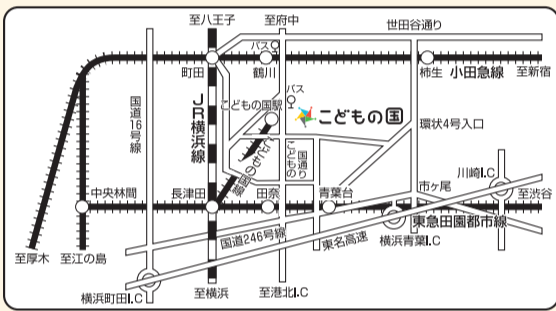 至八王子
至府中
世田谷通り
バス
町田
鶴川
柿生
小田急線
至新宿
バス
こどもの国駅
こどもの国
国道16号線
JR横浜線
こどもの国線
こどもの国通り
環状4号入口
川崎I.C
中央林間
長津田
田奈
青葉台
市ヶ尾
至渋谷
東急田園都市線
国道246号線
東名高速
横浜青葉I.C
至厚木
至江の島
横浜町田I.C
至横浜
至港北I.C